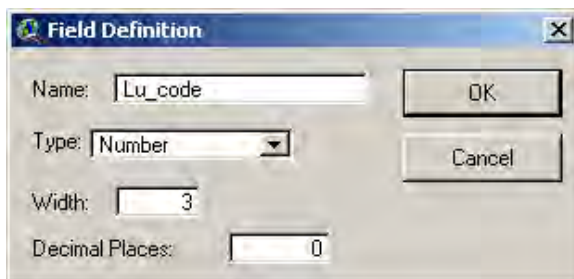 Field Definition
Name: Lu_code
OK
Type: Number
Cancel
Width: 3
Decimal Places: 0